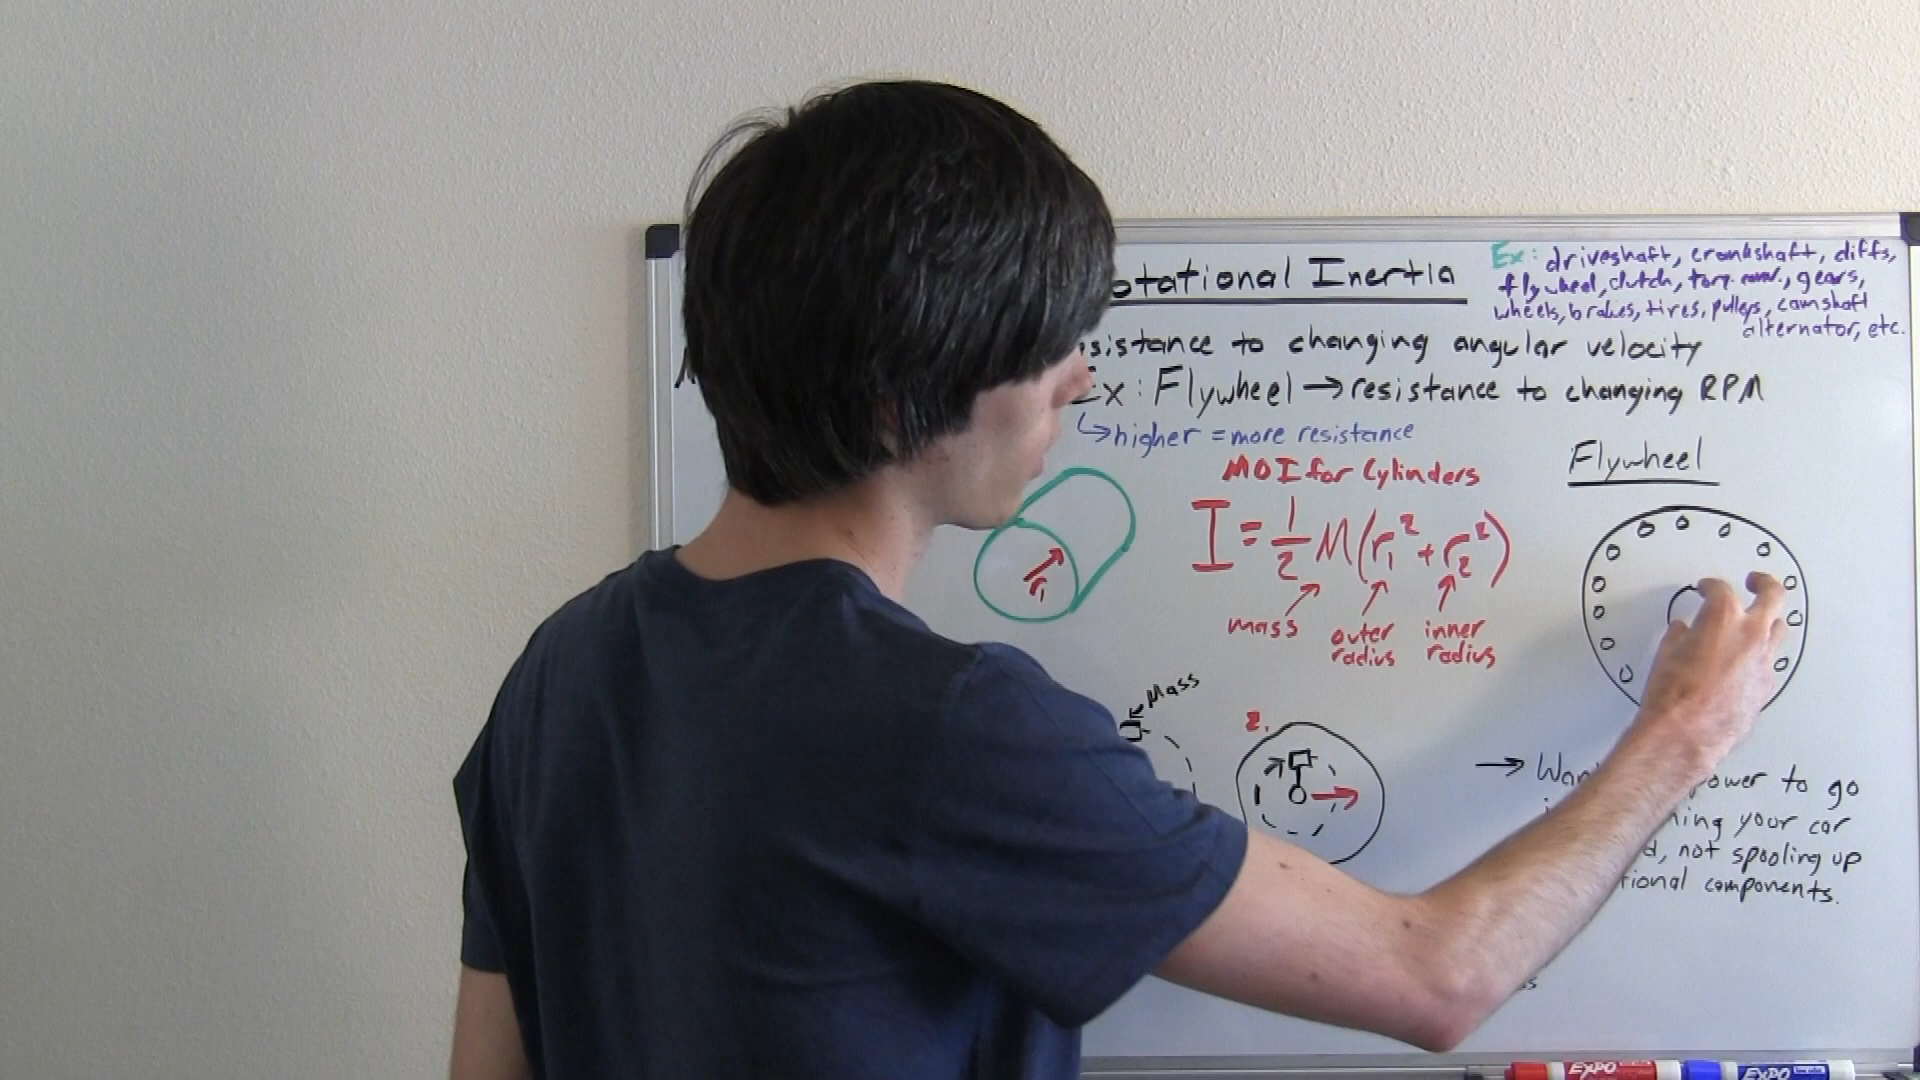 otational Inertia
Ex: driveshaft, crankshaft, diffs,
flywheel, clutch, torq. conv., gears,
wheels, brakes, tires, pulleys, camshaft
alternator, etc.
sistance to changing angular velocity
Ex: Flywheel → resistance to changing RPM
↳ higher = more resistance
MOI for Cylinders
I = 1/2 M(r₁² + r₂²)
mass
outer radius
inner radius
r₁
Flywheel
Mass
2.
→ Wan ower to go
ning your car
d, not spooling up
tional components.
EXPO
EXPO